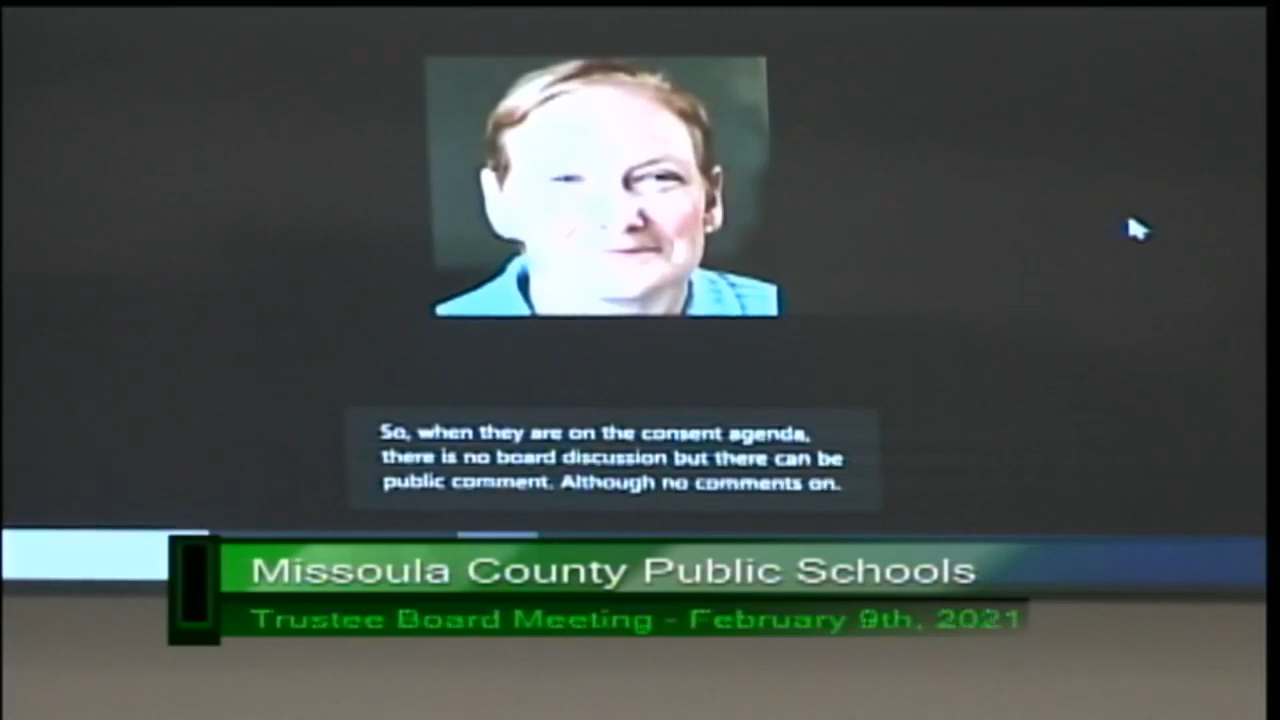 So, when they are on the consent agenda,
there is no board discussion but there can be
public comment. Although no comments on.
Missoula County Public Schools
Trustee Board Meeting - February 9th, 2021